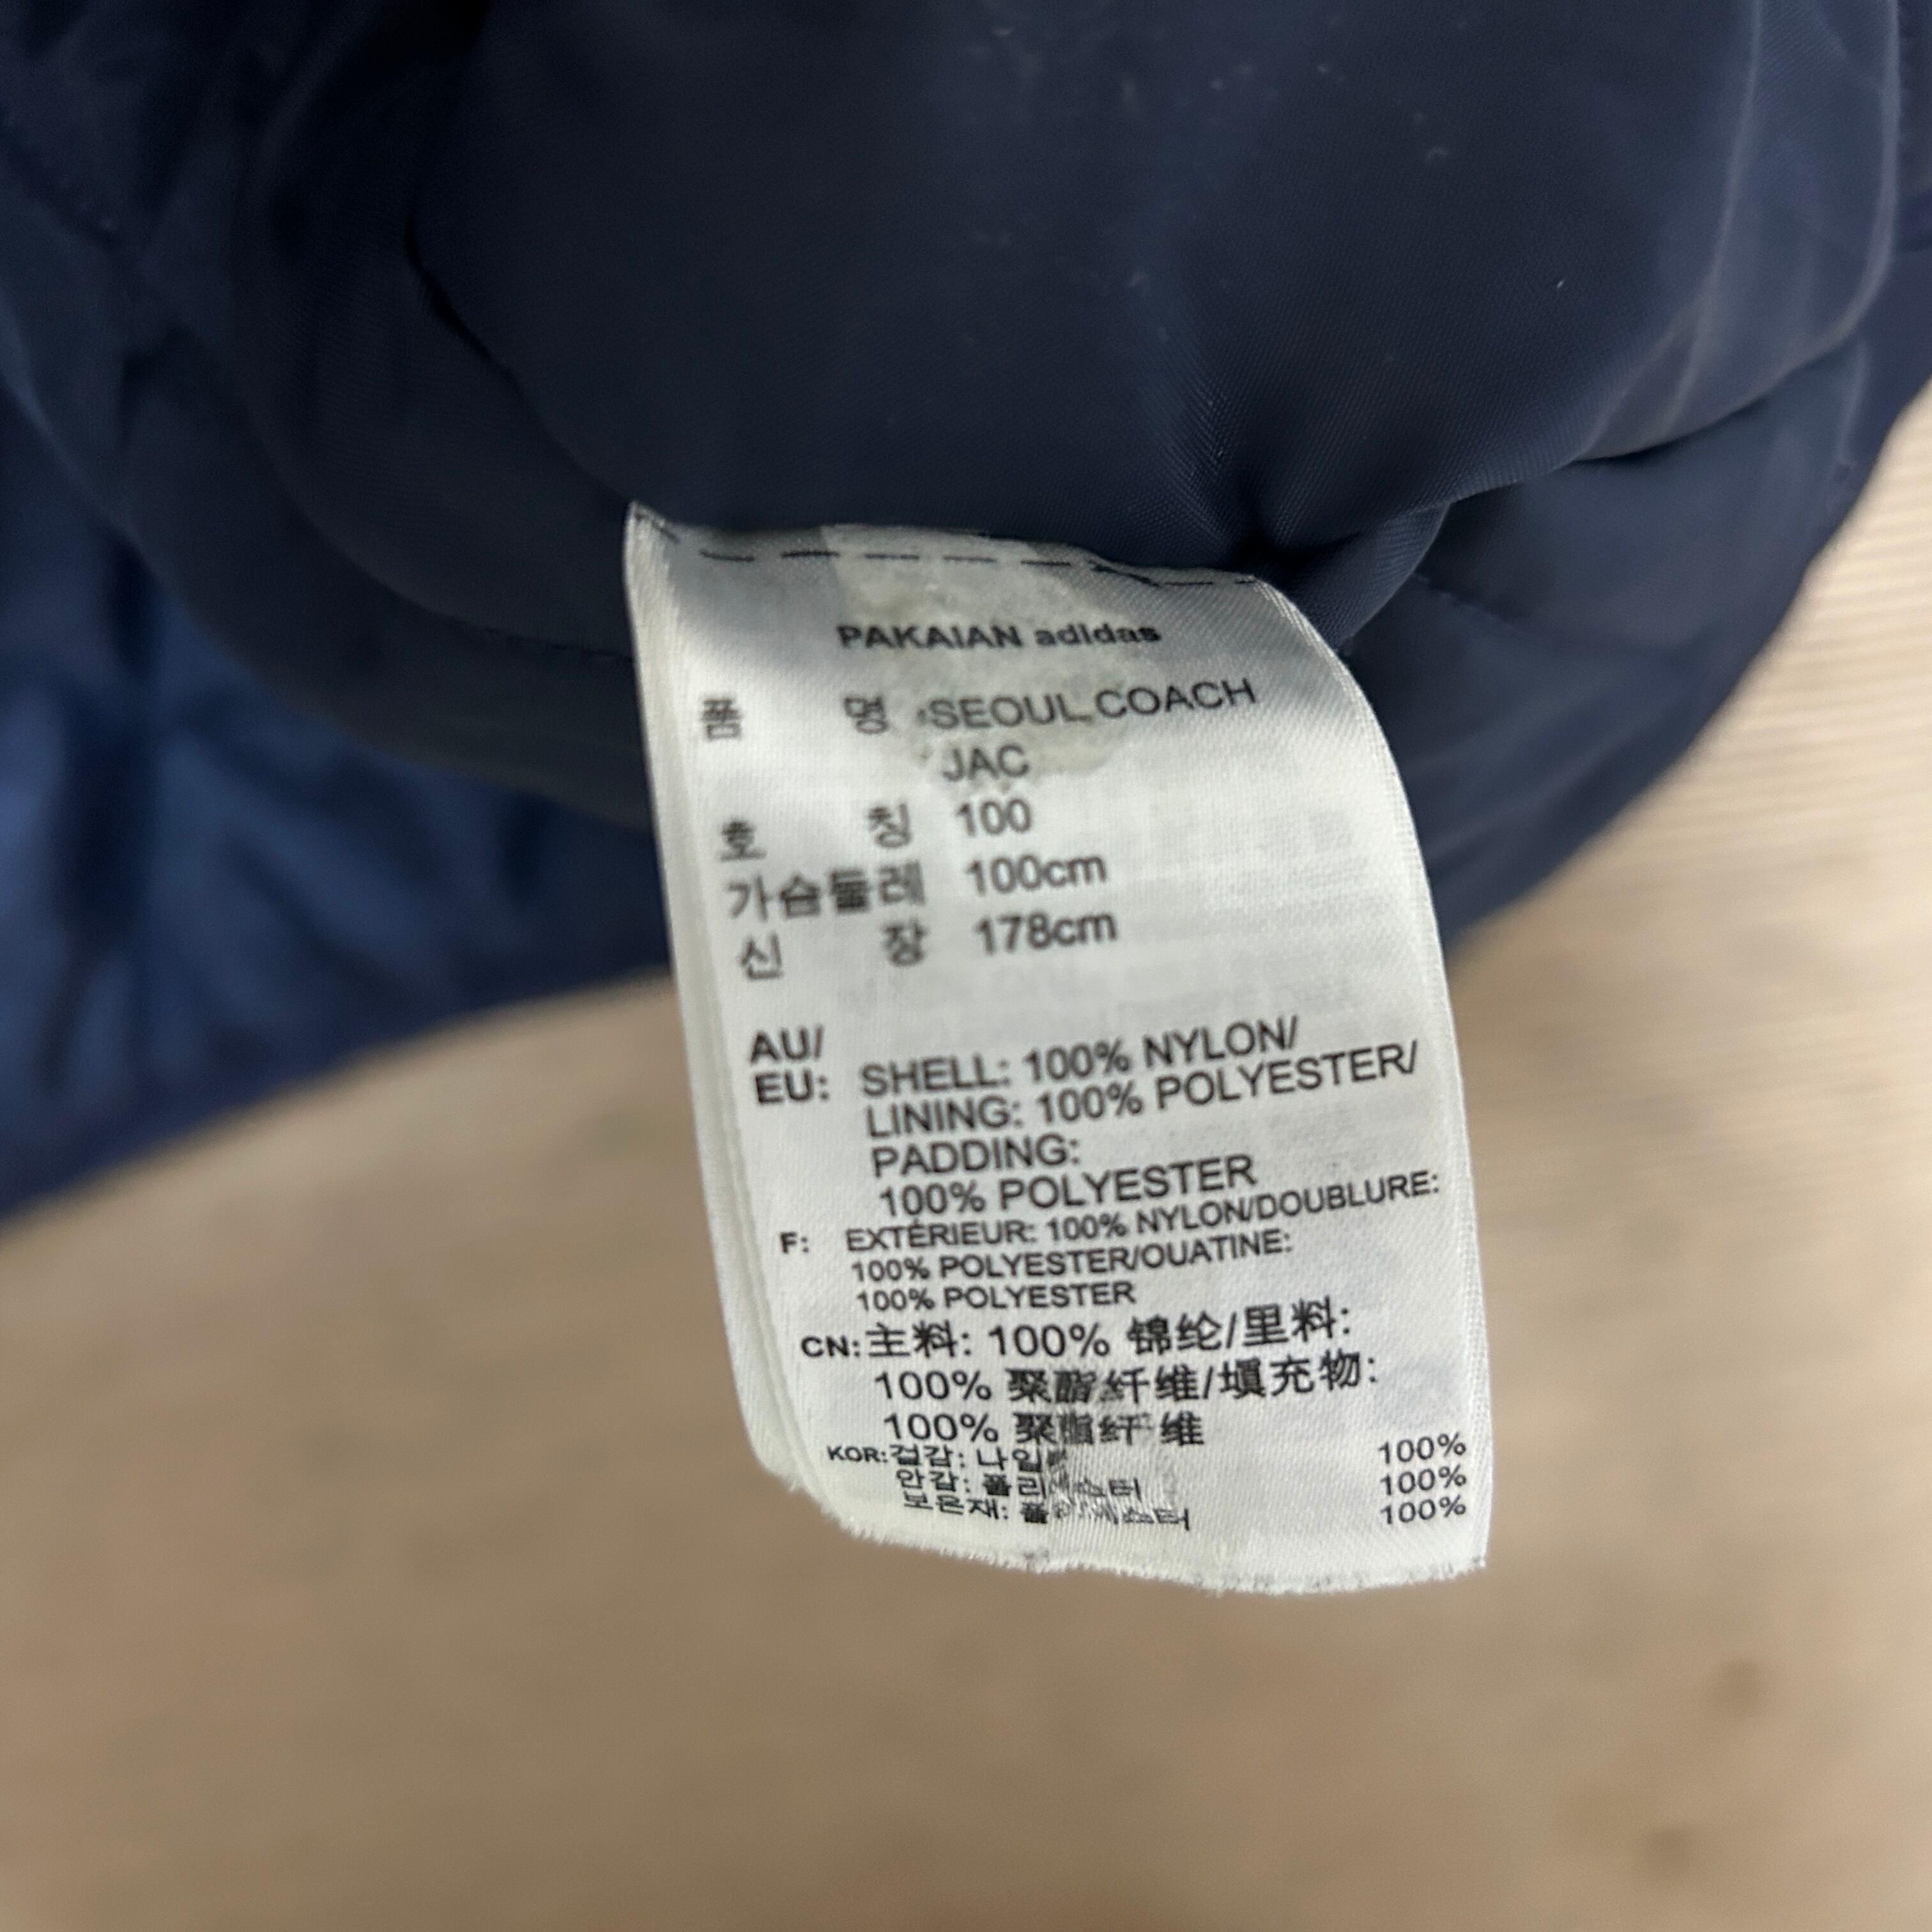 PAKAIAN adidas
품 명 :SEOUL COACH
JAC
호 칭 100
가슴둘레 100cm
신 장 178cm
AU/
EU: SHELL: 100% NYLON/
LINING: 100% POLYESTER/
PADDING:
100% POLYESTER
F: EXTÉRIEUR: 100% NYLON/DOUBLURE:
100% POLYESTER/OUATINE:
100% POLYESTER
CN: 主料: 100% 锦纶/里料:
100% 聚酯纤维/填充物:
100% 聚酯纤维
KOR: 겉감: 100%
안감: 100%
보온재: 100%